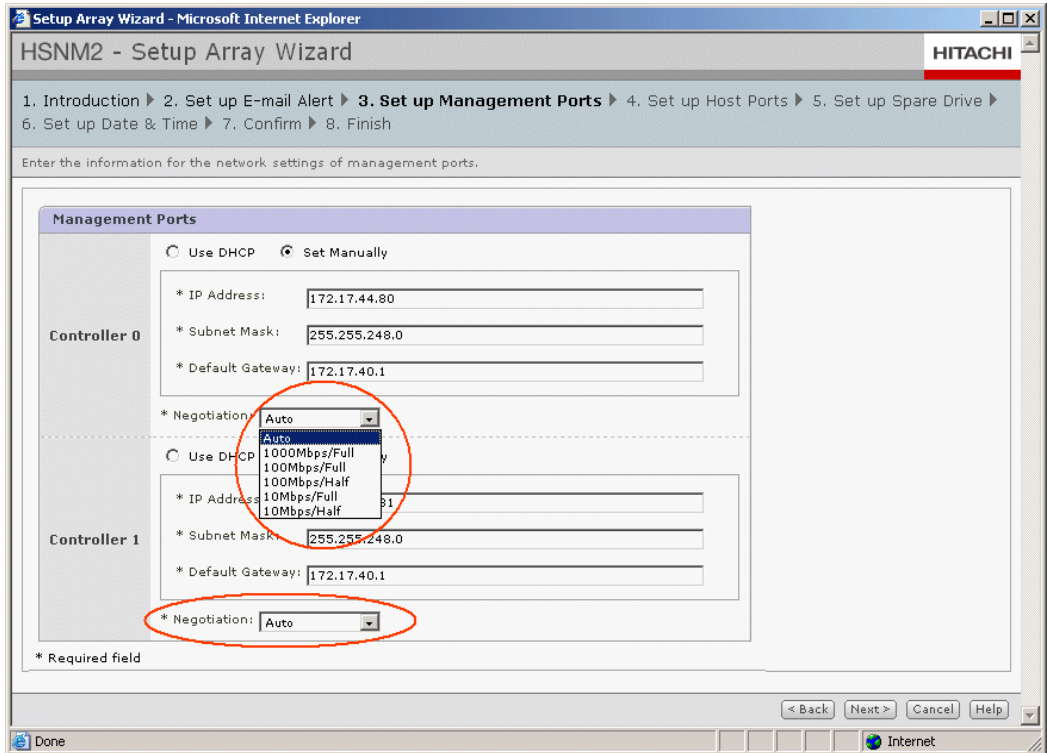 Setup Array Wizard - Microsoft Internet Explorer
HSNM2 - Setup Array Wizard
HITACHI
1. Introduction 2. Set up E-mail Alert 3. Set up Management Ports 4. Set up Host Ports 5. Set up Spare Drive
6. Set up Date & Time 7. Confirm 8. Finish
Enter the information for the network settings of management ports.
Management Ports
Controller 0
Use DHCP Set Manually
* IP Address: 172.17.44.80
* Subnet Mask: 255.255.248.0
* Default Gateway: 172.17.40.1
* Negotiation: Auto
Auto
1000Mbps/Full
100Mbps/Full
100Mbps/Half
10Mbps/Full
10Mbps/Half
Controller 1
Use DHCP
* IP Address
* Subnet Mask: 255.255.248.0
* Default Gateway: 172.17.40.1
* Negotiation: Auto
* Required field
< Back Next > Cancel Help
Done Internet